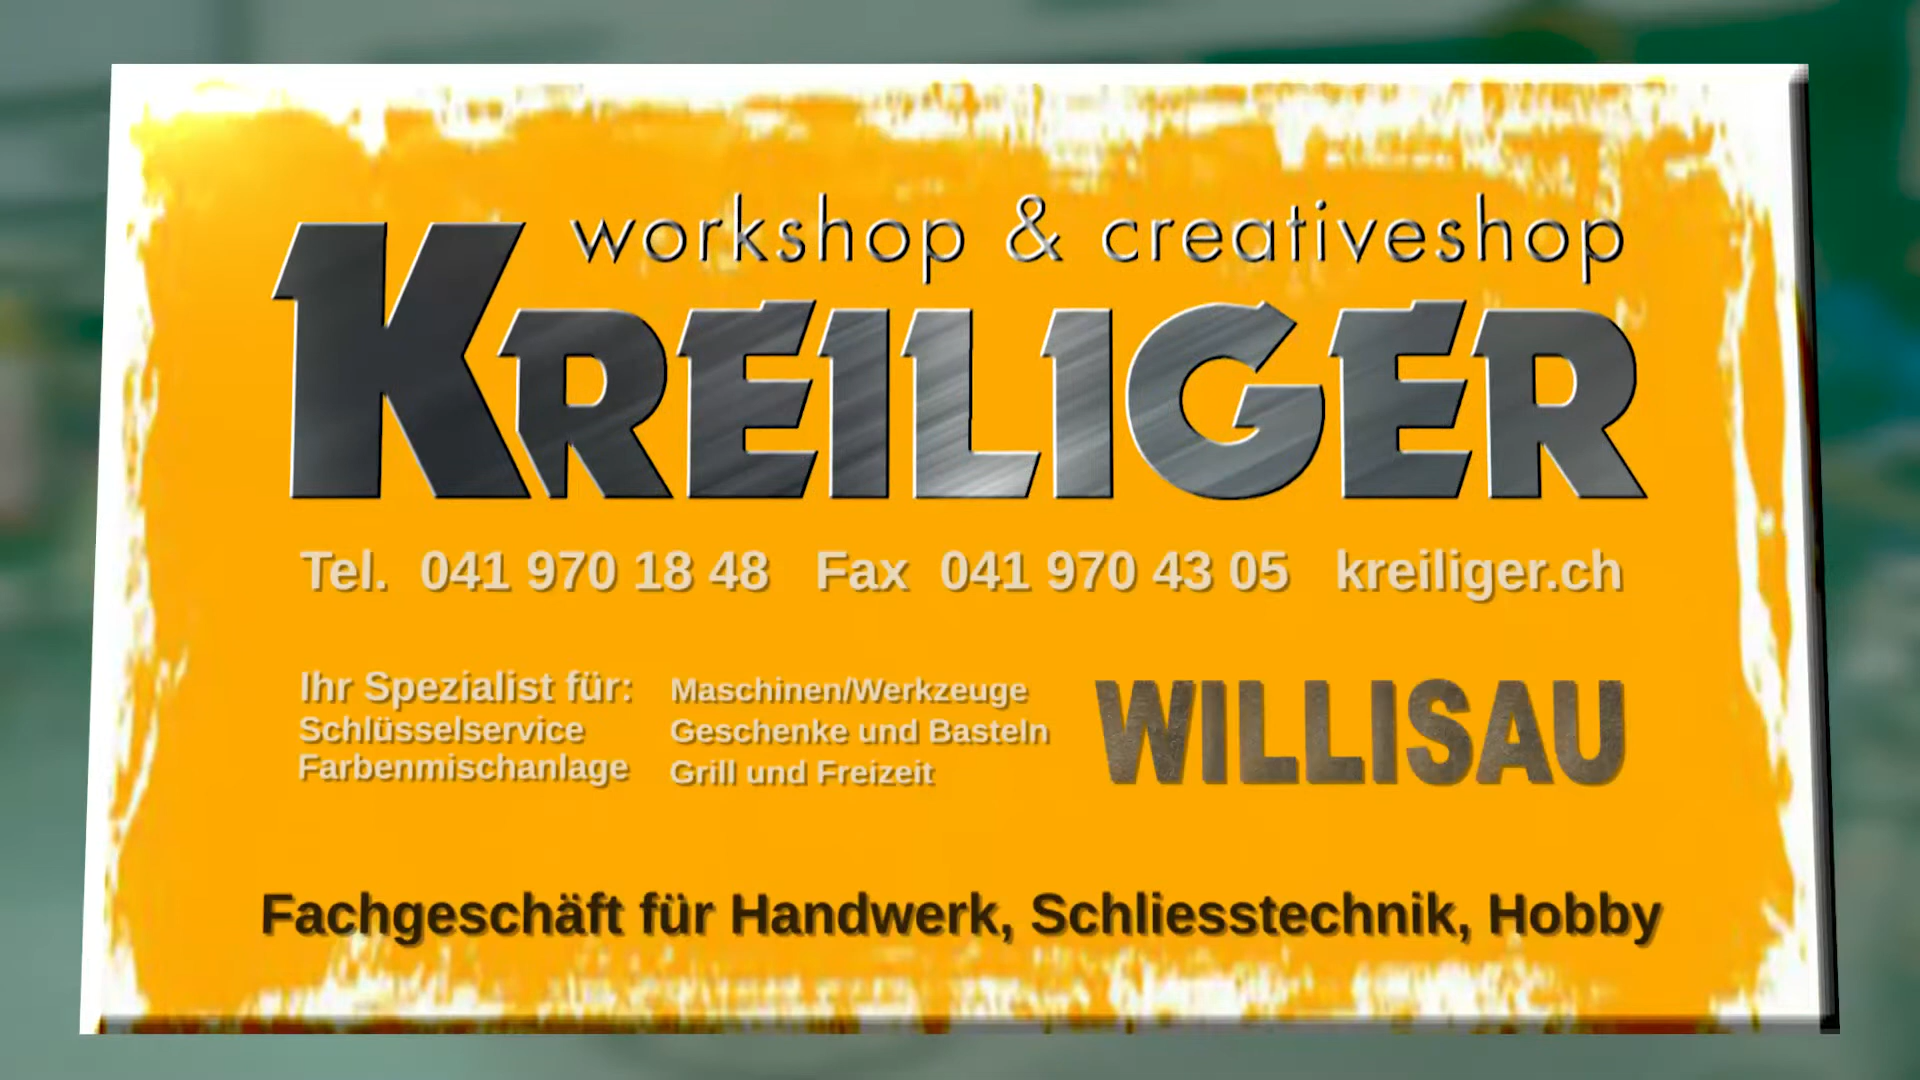 workshop & creativeshop
KREILIGER
Tel. 041 970 18 48 Fax 041 970 43 05 kreiliger.ch
Ihr Spezialist für:
Schlüsselservice
Farbenmischanlage
Maschinen/Werkzeuge
Geschenke und Basteln
Grill und Freizeit
WILLISAU
Fachgeschäft für Handwerk, Schliesstechnik, Hobby